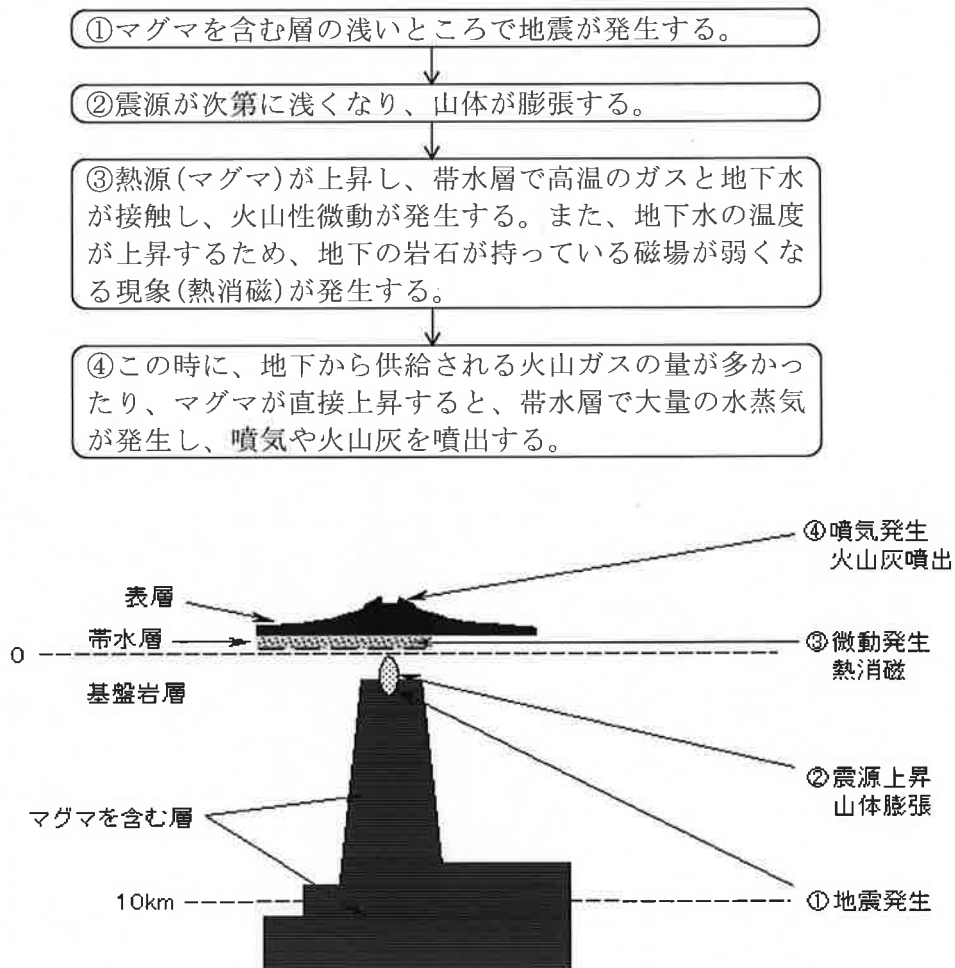 ①マグマを含む層の浅いところで地震が発生する。
②震源が次第に浅くなり、山体が膨張する。
③熱源(マグマ)が上昇し、帯水層で高温のガスと地下水
が接触し、火山性微動が発生する。また、地下水の温度
が上昇するため、地下の岩石が持っている磁場が弱くな
る現象(熱消磁)が発生する。
④この時に、地下から供給される火山ガスの量が多かっ
たり、マグマが直接上昇すると、帯水層で大量の水蒸気
が発生し、噴気や火山灰を噴出する。
④噴気発生
火山灰噴出
表層
帯水層
0
③微動発生
熱消磁
基盤岩層
②震源上昇
山体膨張
マグマを含む層
10km
①地震発生